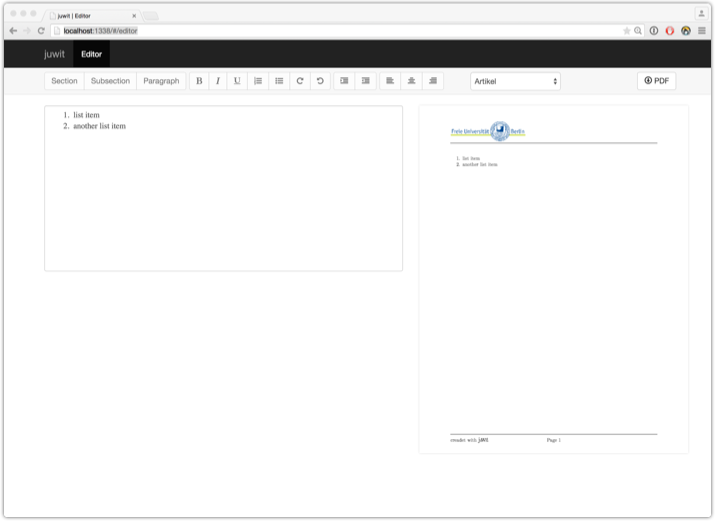 juwit | Editor
localhost:1338/#/editor
juwit Editor
Section Subsection Paragraph B I U Artikel PDF
1. list item
2. another list item
Freie Universität Berlin
1. list item
2. another list item
created with juwit Page 1